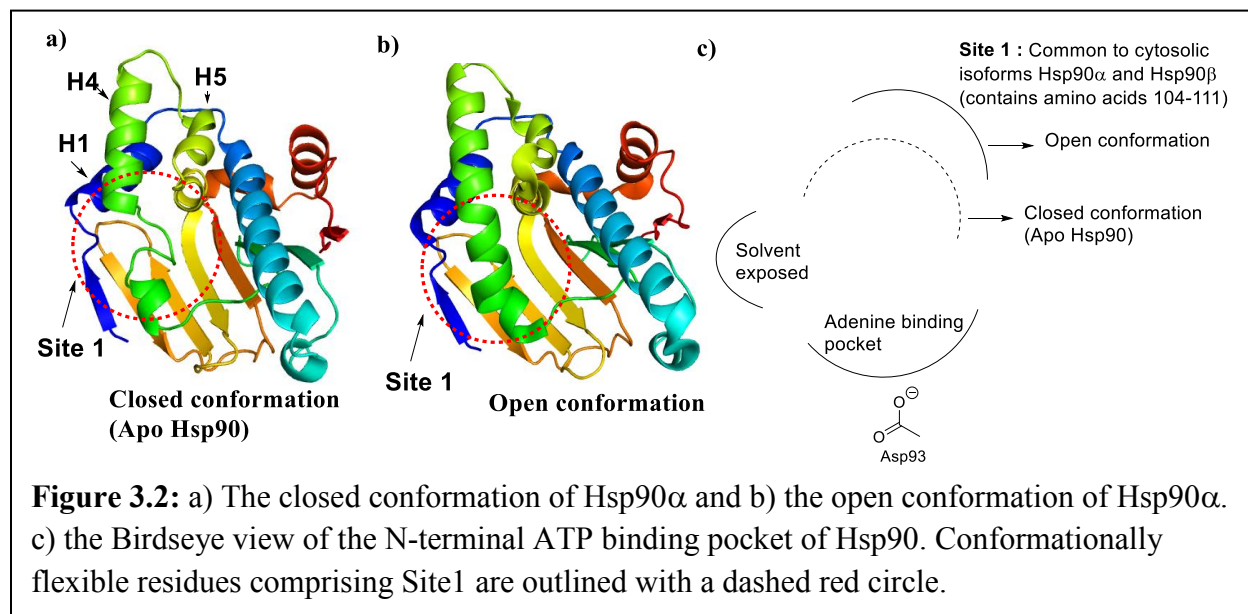 a)
H4
H5
H1
Site 1
Closed conformation
(Apo Hsp90)
b)
Site 1
Open conformation
c)
Site 1 : Common to cytosolic
isoforms Hsp90α and Hsp90β
(contains amino acids 104-111)
Open conformation
Closed conformation
(Apo Hsp90)
Solvent
exposed
Adenine binding
pocket
O⊖
O
Asp93
Figure 3.2: a) The closed conformation of Hsp90α and b) the open conformation of Hsp90α.
c) the Birdseye view of the N-terminal ATP binding pocket of Hsp90. Conformationally
flexible residues comprising Site1 are outlined with a dashed red circle.